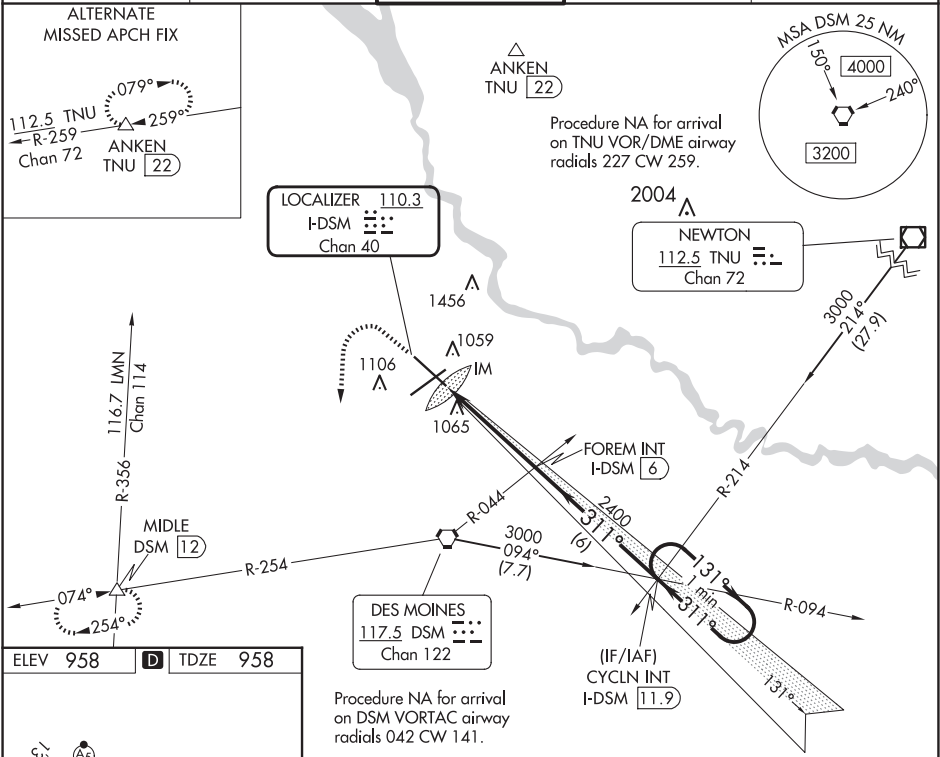 ALTERNATE
MISSED APCH FIX
079°
259°
112.5 TNU
R-259
Chan 72
ANKEN
TNU 22
ANKEN
TNU 22
MSA DSM 25 NM
150°
4000
240°
3200
Procedure NA for arrival
on TNU VOR/DME airway
radials 227 CW 259.
LOCALIZER 110.3
I-DSM
Chan 40
2004
NEWTON
112.5 TNU
Chan 72
3000
214°
(27.9)
R-214
1456
1059
1106
IM
1065
116.7 LMN
Chan 114
R-356
FOREM INT
I-DSM 6
R-044
2400
311°
(6)
MIDLE
DSM 12
R-254
3000
094°
(7.7)
131°
1 min
311°
R-094
074°
254°
DES MOINES
117.5 DSM
Chan 122
(IF/IAF)
CYCLN INT
I-DSM 11.9
131°
ELEV 958 D TDZE 958
Procedure NA for arrival
on DSM VORTAC airway
radials 042 CW 141.
A5